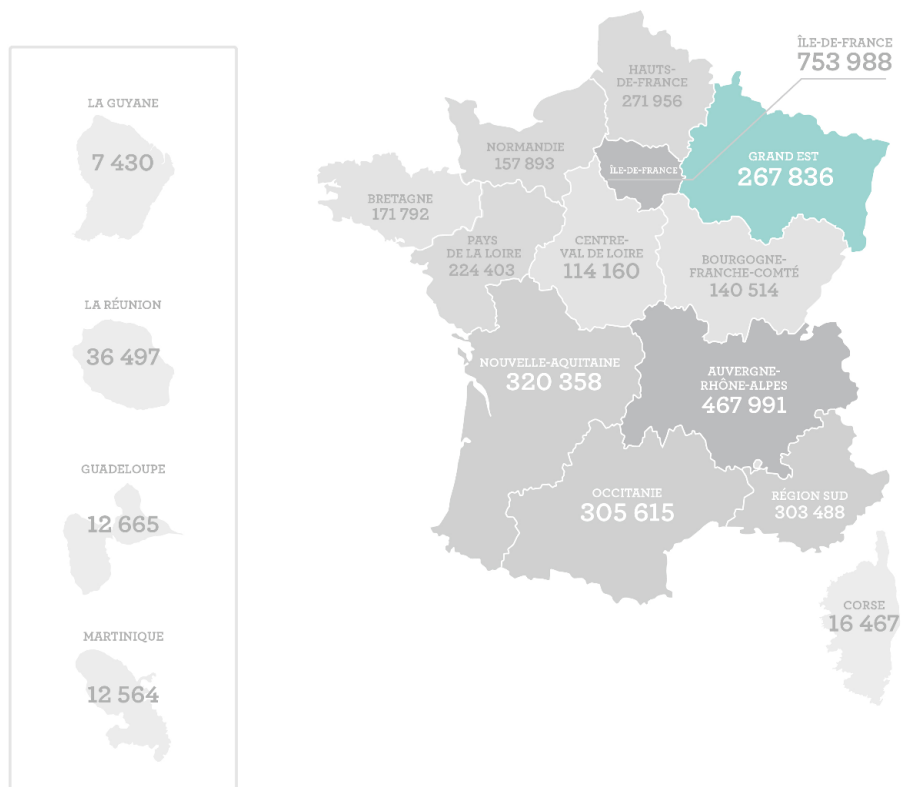 LA GUYANE
7 430
LA RÉUNION
36 497
GUADELOUPE
12 665
MARTINIQUE
12 564
ÎLE-DE-FRANCE
753 988
HAUTS-
DE-FRANCE
271 956
NORMANDIE
157 893
ÎLE-DE-FRANCE
GRAND EST
267 836
BRETAGNE
171 792
PAYS
DE LA LOIRE
224 403
CENTRE-
VAL DE LOIRE
114 160
BOURGOGNE-
FRANCHE-COMTÉ
140 514
NOUVELLE-AQUITAINE
320 358
AUVERGNE-
RHÔNE-ALPES
467 991
OCCITANIE
305 615
RÉGION SUD
303 488
CORSE
16 467